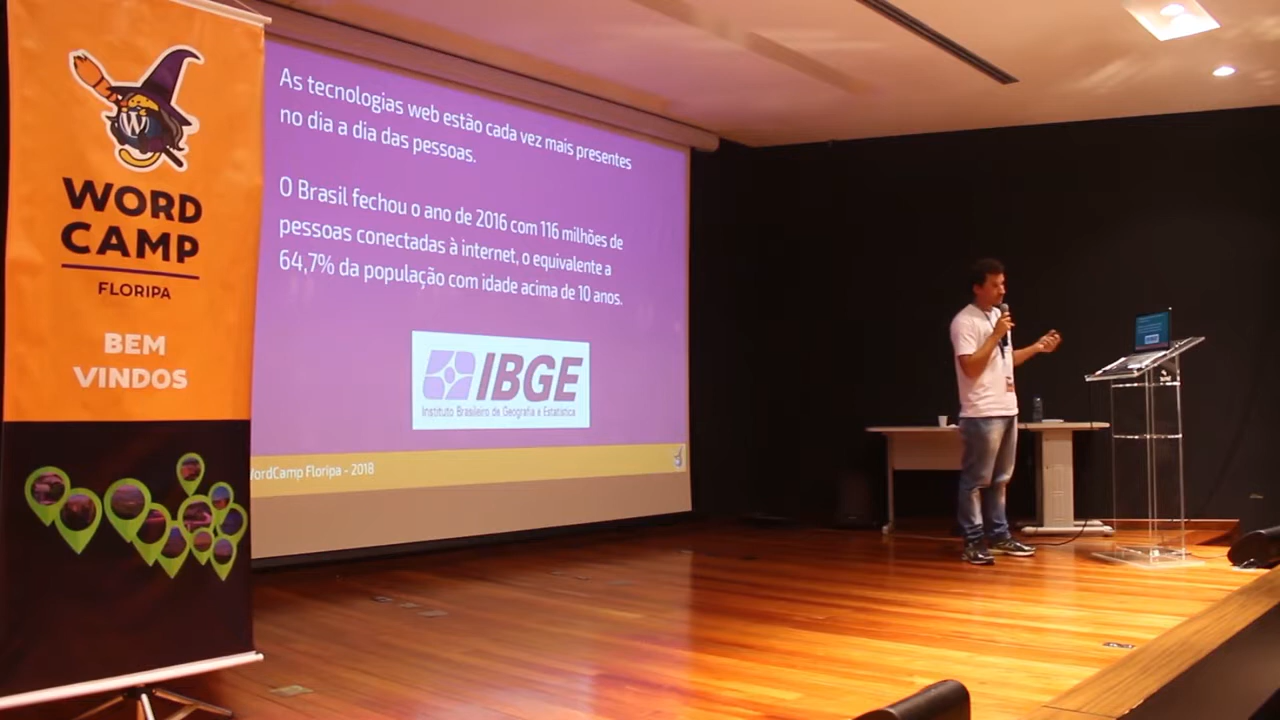 WORD
CAMP
FLORIPA
BEM
VINDOS
As tecnologias web estão cada vez mais presentes
no dia a dia das pessoas.
O Brasil fechou o ano de 2016 com 116 milhões de
pessoas conectadas à internet, o equivalente a
64,7% da população com idade acima de 10 anos.
IBGE
Instituto Brasileiro de Geografia e Estatística
WordCamp Floripa - 2018